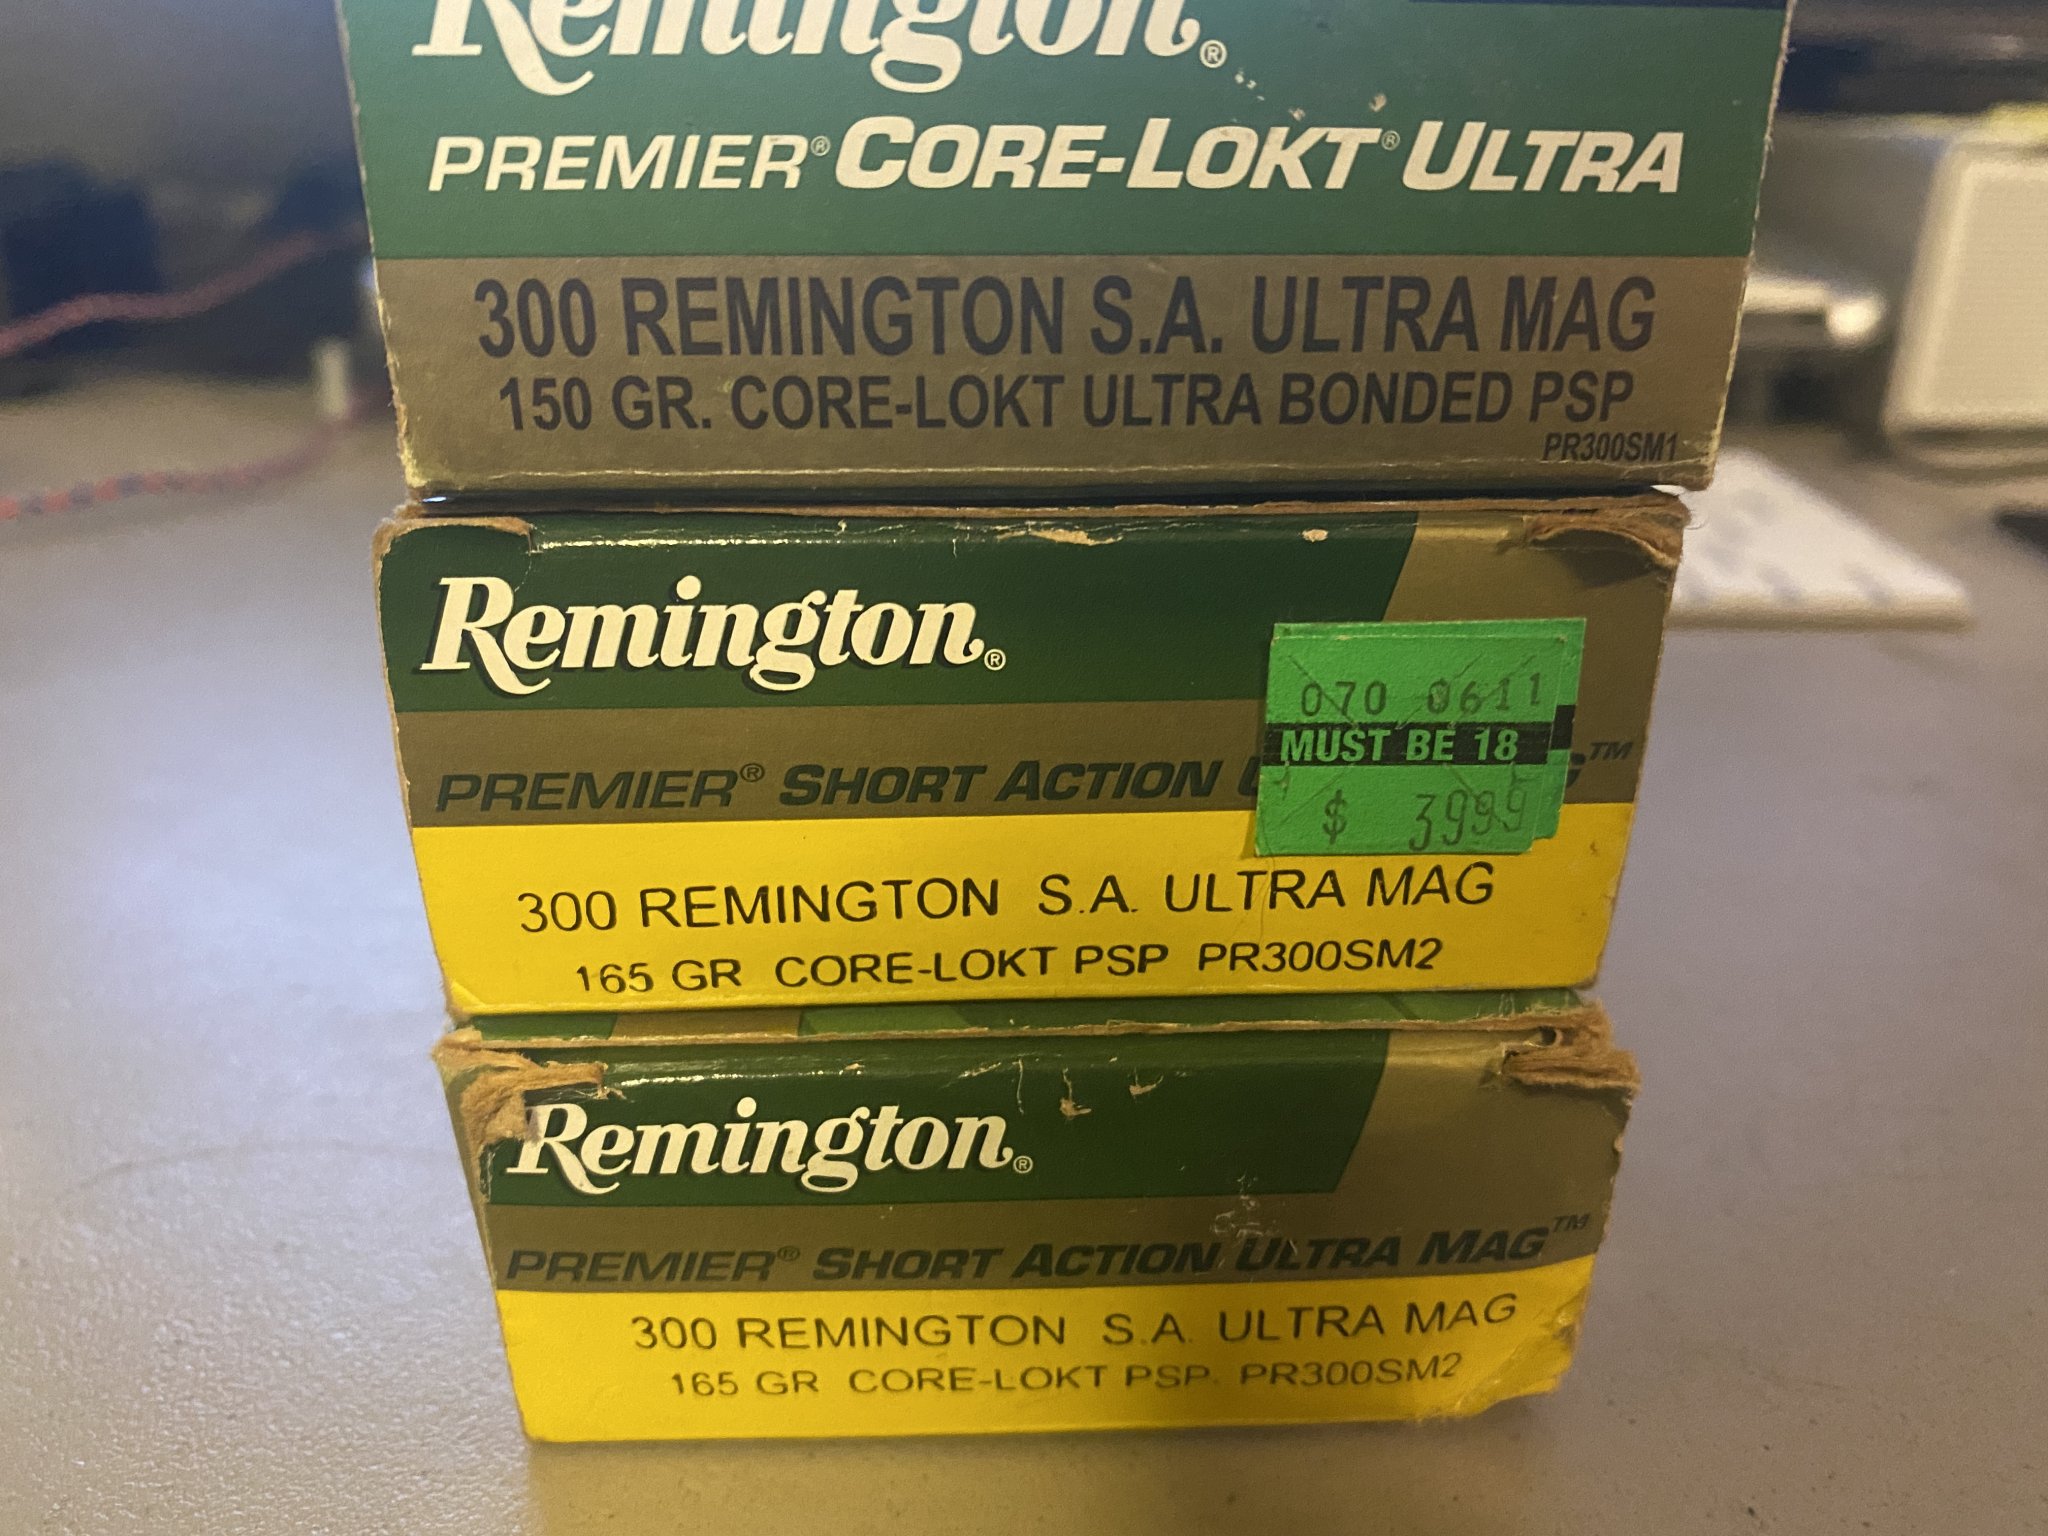 Remington®
PREMIER® CORE-LOKT® ULTRA
300 REMINGTON S.A. ULTRA MAG
150 GR. CORE-LOKT ULTRA BONDED PSP
PR300SM1
Remington®
070 0611
MUST BE 18
$ 3999
PREMIER® SHORT ACTION U G™
300 REMINGTON S.A. ULTRA MAG
165 GR CORE-LOKT PSP PR300SM2
Remington®
PREMIER® SHORT ACTION ULTRA MAG™
300 REMINGTON S.A. ULTRA MAG
165 GR CORE-LOKT PSP. PR300SM2